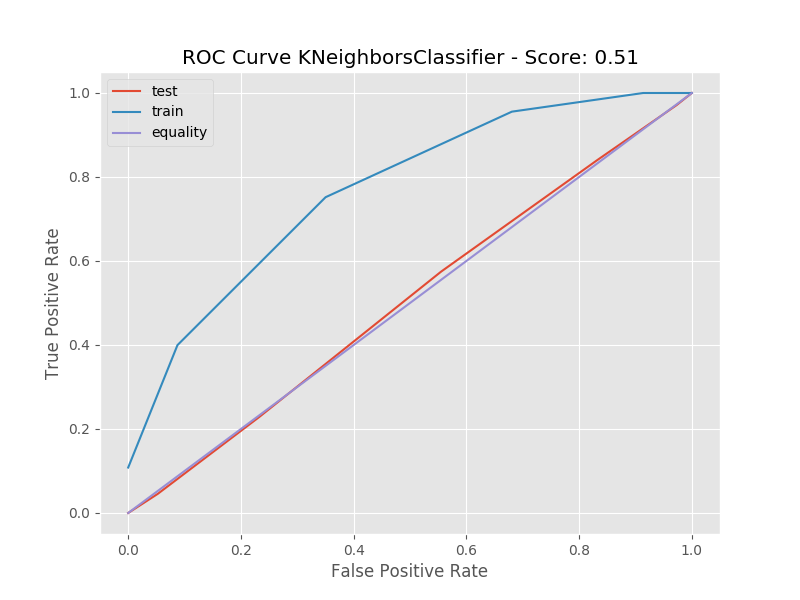 ROC Curve KNeighborsClassifier - Score: 0.51
test
train
equality
1.0
0.8
0.6
0.4
0.2
0.0
True Positive Rate
0.0 0.2 0.4 0.6 0.8 1.0
False Positive Rate